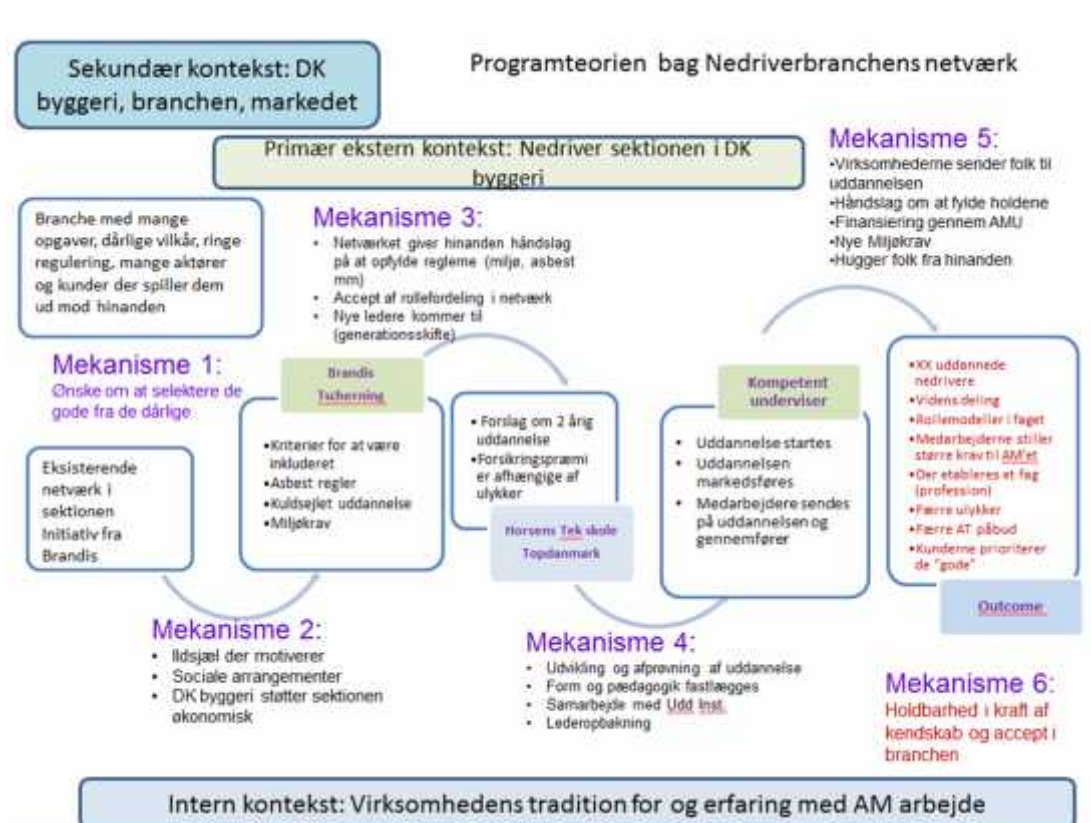 Sekundær kontekst: DK
byggeri, branchen, markedet
Programteorien bag Nedriverbranchens netværk
Primær ekstern kontekst: Nedriver sektionen i DK
byggeri
Branche med mange
opgaver, dårlige vilkår, ringe
regulering, mange aktører
og kunder der spiller dem
ud mod hinanden
Mekanisme 1:
Ønske om at selektere de
gode fra de dårlige
Eksisterende
netværk i
sektionen
Initiativ fra
Brandis
Mekanisme 2:
• Ildsjæl der motiverer
• Sociale arrangementer
• DK byggeri støtter sektionen
økonomisk
Brandis
Tscherning
•Kriterier for at være
inkluderet
•Asbest regler
•Kuldsejlet uddannelse
•Miljøkrav
Mekanisme 3:
• Netværket giver hinanden håndslag
på at opfylde reglerne (miljø, asbest
mm)
• Accept af rollefordeling i netværk
• Nye ledere kommer til
(generationsskifte)
• Forslag om 2 årig
uddannelse
•Forsikringspræmi
er afhængige af
ulykker
Horsens Tek skole
Topdanmark
Mekanisme 4:
• Udvikling og afprøvning af uddannelse
• Form og pædagogik fastlægges
• Samarbejde med Udd Inst.
• Lederopbakning
Kompetent
underviser
• Uddannelse startes
• Uddannelsen
markedsføres
• Medarbejdere sendes
på uddannelsen og
gennemfører
Mekanisme 5:
•Virksomhederne sender folk til
uddannelsen
•Håndslag om at fylde holdene
•Finansiering gennem AMU
•Nye Miljøkrav
•Hugger folk fra hinanden
•XX uddannede
nedrivere
•Videns deling
•Rollemodeller i faget
•Medarbejderne stiller
større krav til AM'et
•Der etableres et fag
(profession)
•Færre ulykker
•Færre AT påbud
•Kunderne prioriterer
de "gode"
Outcome
Mekanisme 6:
Holdbarhed i kraft af
kendskab og accept i
branchen
Intern kontekst: Virksomhedens tradition for og erfaring med AM arbejde